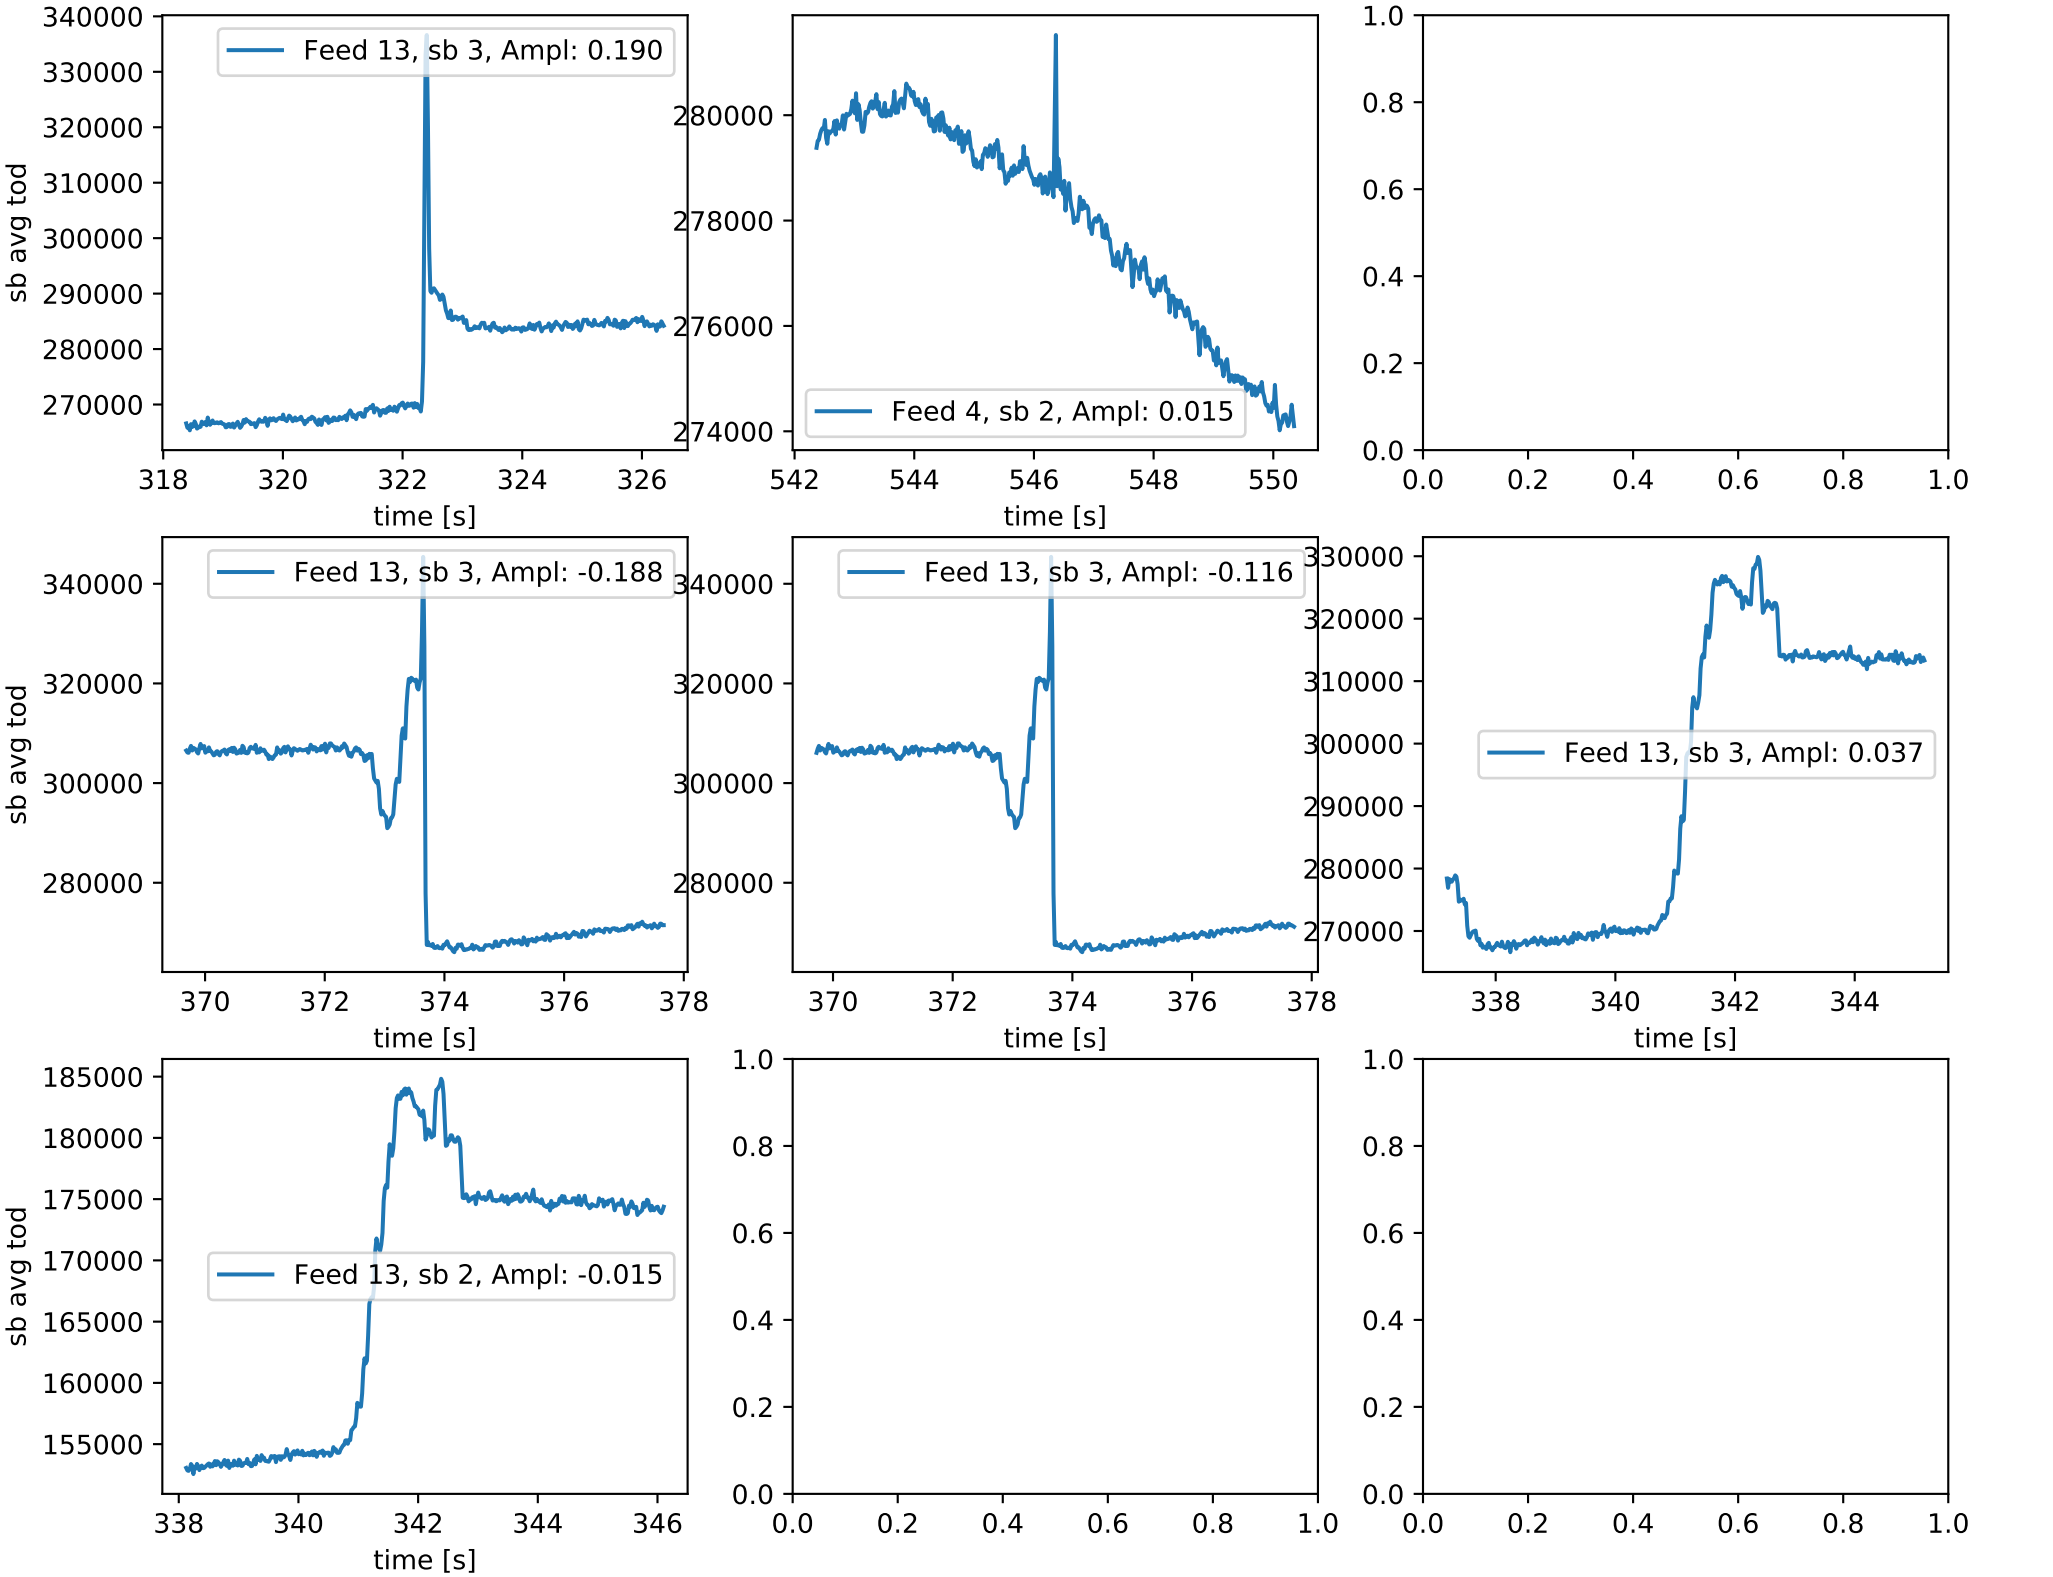 340000
330000
320000
310000
300000
290000
280000
270000
sb avg tod
Feed 13, sb 3, Ampl: 0.190
318 320 322 324 326
time [s]
280000
278000
276000
274000
Feed 4, sb 2, Ampl: 0.015
542 544 546 548 550
time [s]
1.0
0.8
0.6
0.4
0.2
0.0
0.0 0.2 0.4 0.6 0.8 1.0
340000
320000
300000
280000
sb avg tod
Feed 13, sb 3, Ampl: -0.188
370 372 374 376 378
time [s]
340000
320000
300000
280000
Feed 13, sb 3, Ampl: -0.116
370 372 374 376 378
time [s]
330000
320000
310000
300000
290000
280000
270000
Feed 13, sb 3, Ampl: 0.037
338 340 342 344
time [s]
185000
180000
175000
170000
165000
160000
155000
sb avg tod
Feed 13, sb 2, Ampl: -0.015
338 340 342 344 346
time [s]
1.0
0.8
0.6
0.4
0.2
0.0
0.0 0.2 0.4 0.6 0.8 1.0
1.0
0.8
0.6
0.4
0.2
0.0
0.0 0.2 0.4 0.6 0.8 1.0